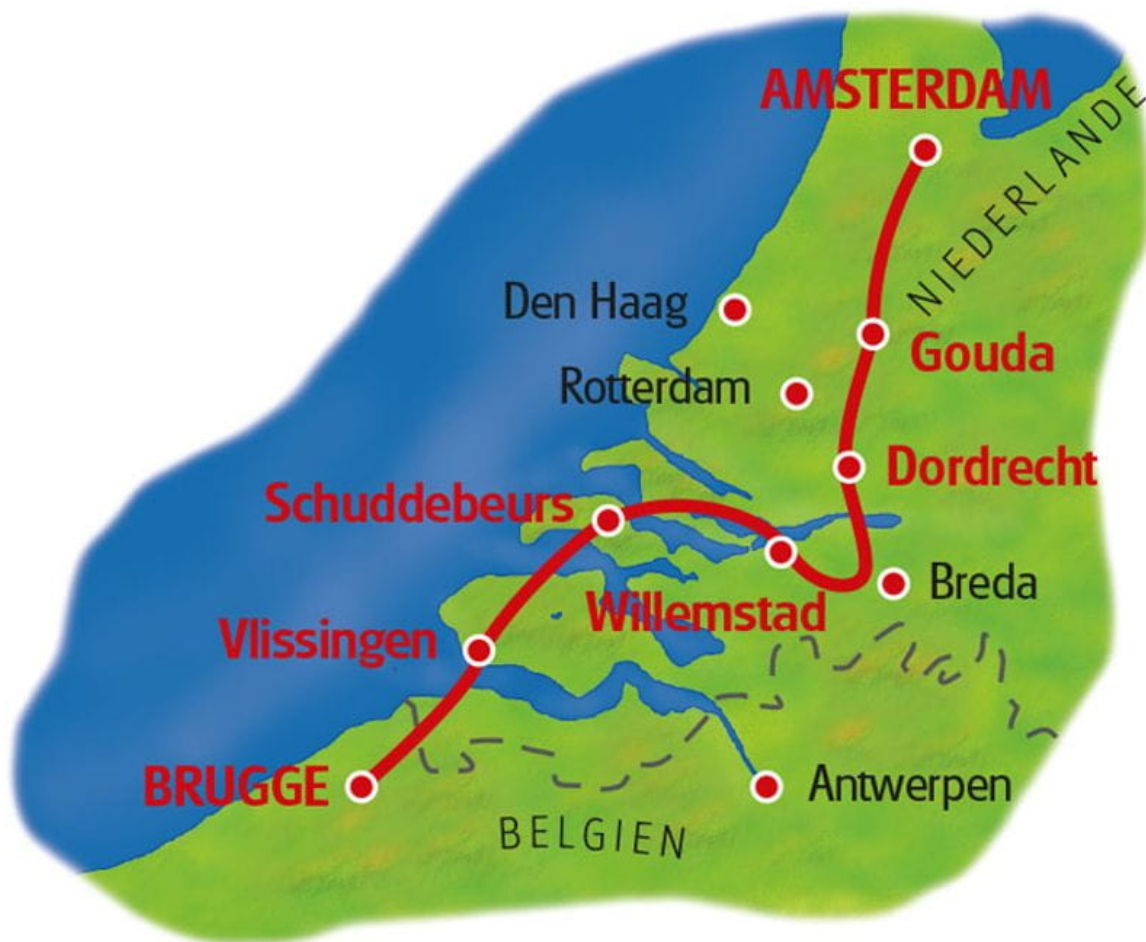 AMSTERDAM
NIEDERLANDE
Den Haag
Gouda
Rotterdam
Dordrecht
Schuddebeurs
Breda
Willemstad
Vlissingen
BRUGGE
Antwerpen
BELGIEN